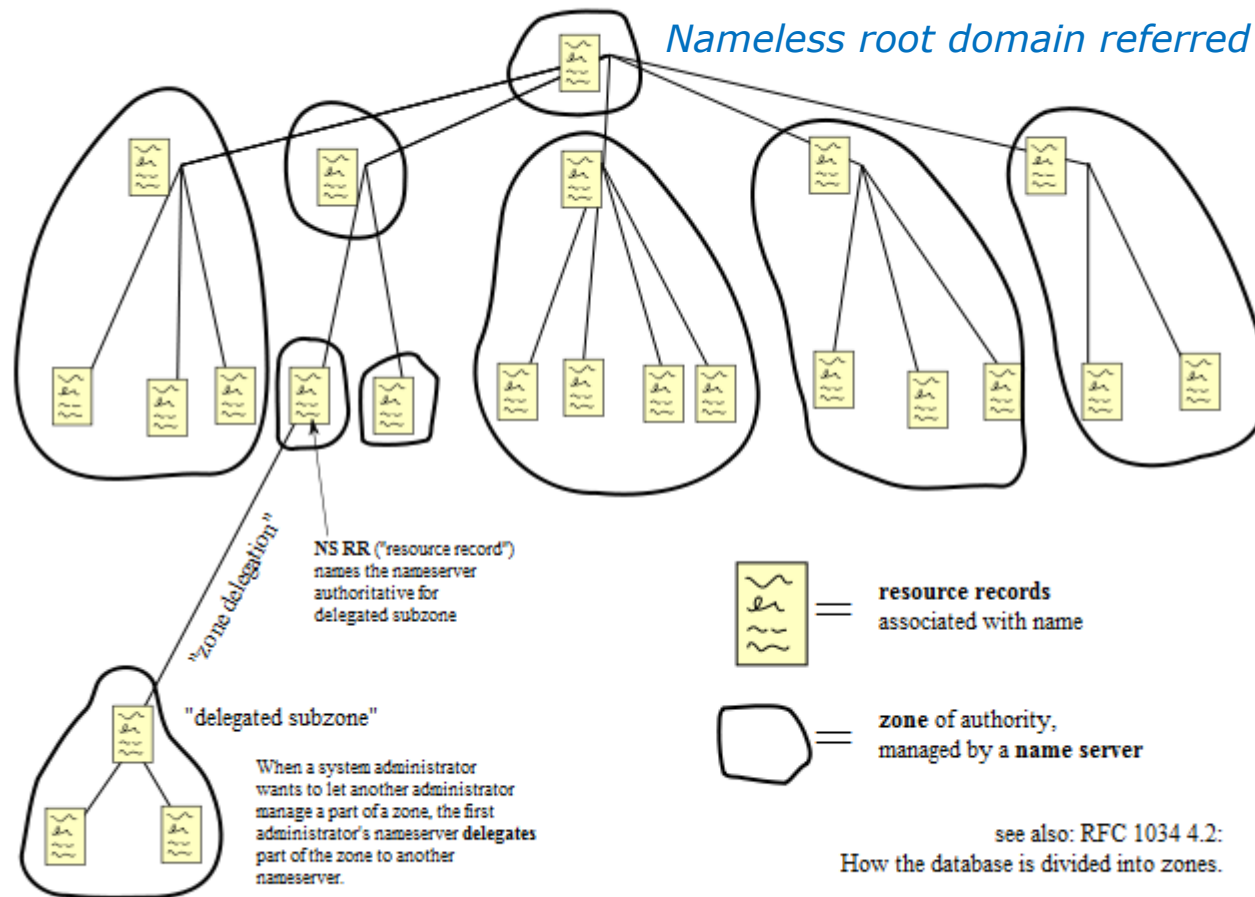 Nameless root domain referred
NS RR ("resource record")
names the nameserver
authoritative for
delegated subzone
"zone delegation"
resource records
associated with name
"delegated subzone"
zone of authority,
managed by a name server
When a system administrator
wants to let another administrator
manage a part of a zone, the first
administrator's nameserver delegates
part of the zone to another
nameserver.
see also: RFC 1034 4.2:
How the database is divided into zones.